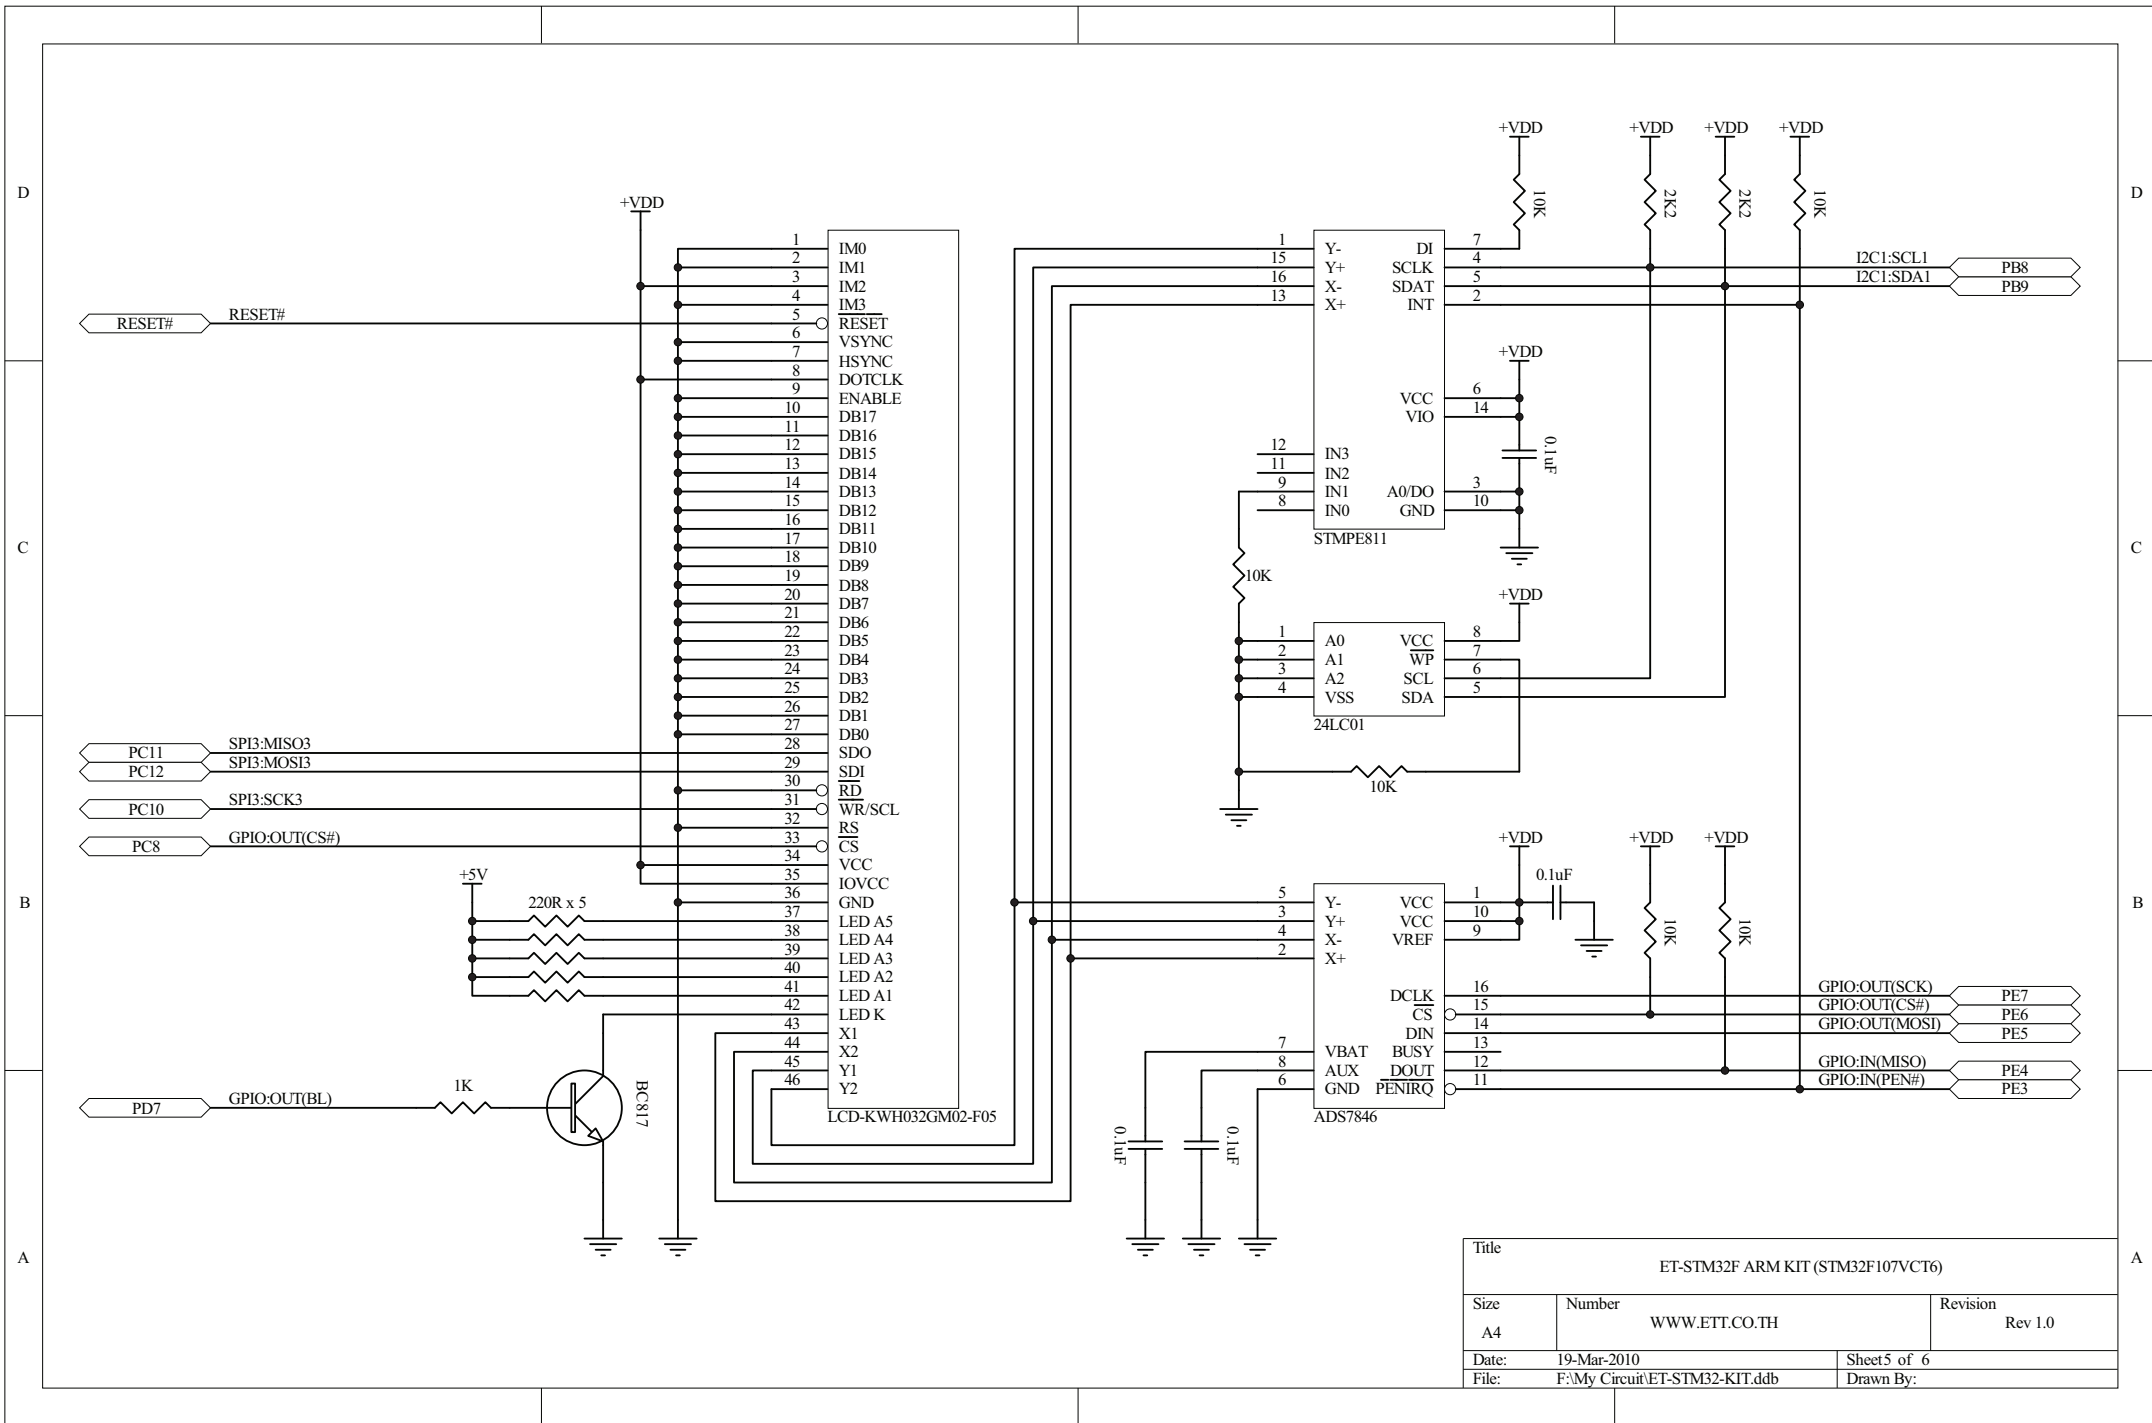 D
D
C
C
B
B
A
A
+VDD
RESET#
RESET#
PC11
SPI3:MISO3
PC12
SPI3:MOSI3
PC10
SPI3:SCK3
PC8
GPIO:OUT(CS#)
+5V
220R x 5
PD7
GPIO:OUT(BL)
1K
BC817
1 IM0
2 IM1
3 IM2
4 IM3
5 RESET
6 VSYNC
7 HSYNC
8 DOTCLK
9 ENABLE
10 DB17
11 DB16
12 DB15
13 DB14
14 DB13
15 DB12
16 DB11
17 DB10
18 DB9
19 DB8
20 DB7
21 DB6
22 DB5
23 DB4
24 DB3
25 DB2
26 DB1
27 DB0
28 SDO
29 SDI
30 RD
31 WR/SCL
32 RS
33 CS
34 VCC
35 IOVCC
36 GND
37 LED A5
38 LED A4
39 LED A3
40 LED A2
41 LED A1
42 LED K
43 X1
44 X2
45 Y1
46 Y2
LCD-KWH032GM02-F05
+VDD
+VDD
+VDD
+VDD
10K
2K2
2K2
10K
1 Y- DI 7
15 Y+ SCLK 4
16 X- SDAT 5
13 X+ INT 2
I2C1:SCL1
PB8
I2C1:SDA1
PB9
+VDD
VCC 6
VIO 14
0.1uF
12 IN3
11 IN2
9 IN1 A0/DO 3
8 IN0 GND 10
STMPE811
10K
+VDD
1 A0 VCC 8
2 A1 WP 7
3 A2 SCL 6
4 VSS SDA 5
24LC01
10K
+VDD
+VDD
+VDD
0.1uF
10K
10K
5 Y- VCC 1
3 Y+ VCC 10
4 X- VREF 9
2 X+
DCLK 16
CS 15
DIN 14
7 VBAT BUSY 13
8 AUX DOUT 12
6 GND PENIRQ 11
ADS7846
GPIO:OUT(SCK)
PE7
GPIO:OUT(CS#)
PE6
GPIO:OUT(MOSI)
PE5
GPIO:IN(MISO)
PE4
GPIO:IN(PEN#)
PE3
0.1uF
0.1uF
Title
ET-STM32F ARM KIT (STM32F107VCT6)
Size
Number
Revision
A4
WWW.ETT.CO.TH
Rev 1.0
Date: 19-Mar-2010
Sheet5 of 6
File: F:\My Circuit\ET-STM32-KIT.ddb
Drawn By: